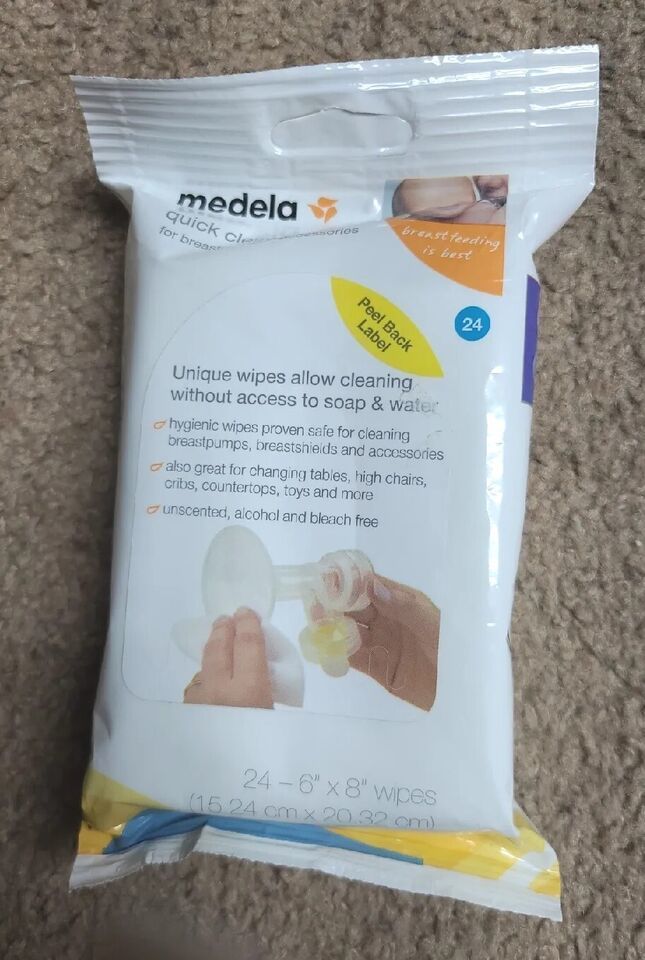 medela
quick
for
breastfeeding
is best
Peel Back
Label
24
Unique wipes allow cleaning
without access to soap & water
hygienic wipes proven safe for cleaning
breastpumps, breastshields and accessories
also great for changing tables, high chairs,
cribs, countertops, toys and more
unscented, alcohol and bleach free
24 – 6" x 8" wipes
(15.24 cm x 20.32 cm)